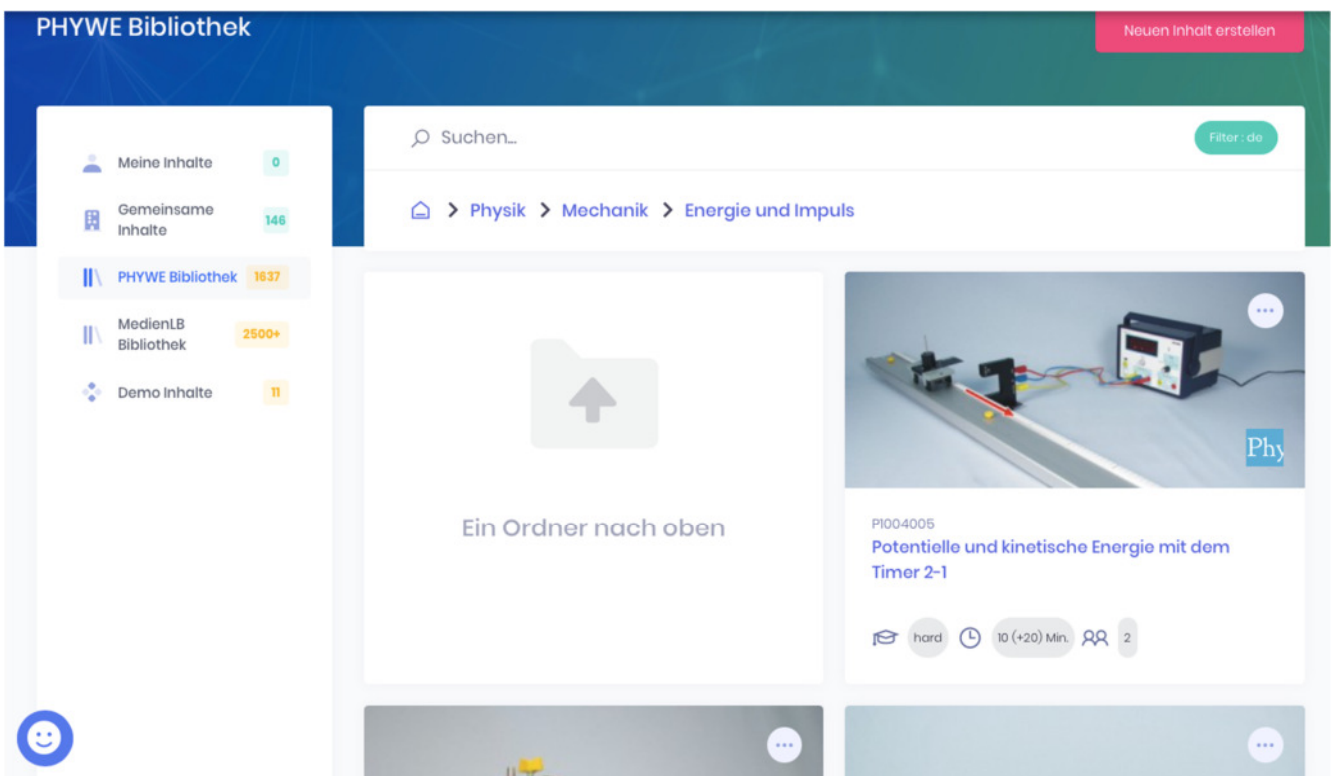 PHYWE Bibliothek
Neuen Inhalt erstellen
Meine Inhalte 0
Gemeinsame
Inhalte
146
PHYWE Bibliothek 1637
MedienLB
Bibliothek
2500+
Demo Inhalte 11
Suchen...
Filter : de
Physik > Mechanik > Energie und Impuls
Ein Ordner nach oben
Phy
P1004005
Potentielle und kinetische Energie mit dem
Timer 2-1
hard 10 (+20) Min. 2